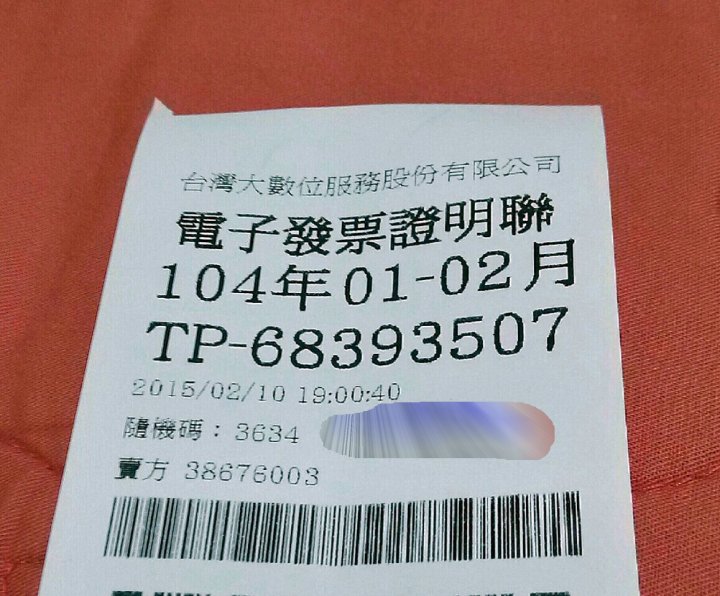 台灣大數位服務股份有限公司
電子發票證明聯
104年01-02月
TP-68393507
2015/02/10 19:00:40
隨機碼：3634
賣方 38676003